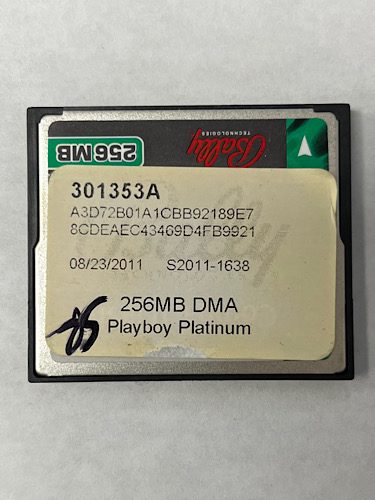 256MB
Bally
TECHNOLOGIES
301353A
A3D72B01A1CBB92189E7
8CDEAEC43469D4FB9921
08/23/2011 S2011-1638
256MB DMA
Playboy Platinum